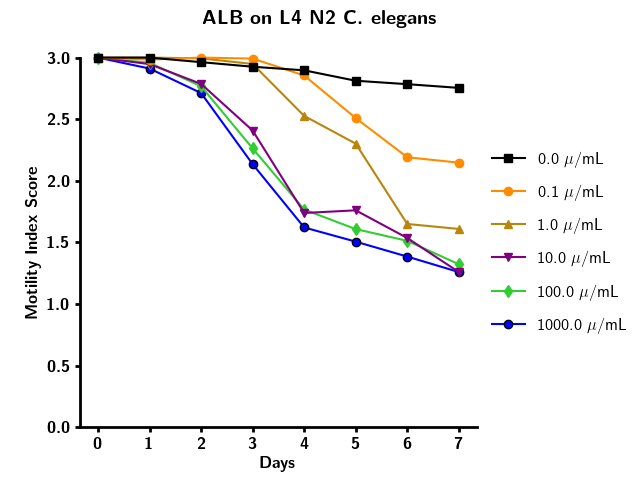 ALB on L4 N2 C. elegans
Motility Index Score
3.0
2.5
2.0
1.5
1.0
0.5
0.0
0 1 2 3 4 5 6 7
Days
0.0 μ/mL
0.1 μ/mL
1.0 μ/mL
10.0 μ/mL
100.0 μ/mL
1000.0 μ/mL